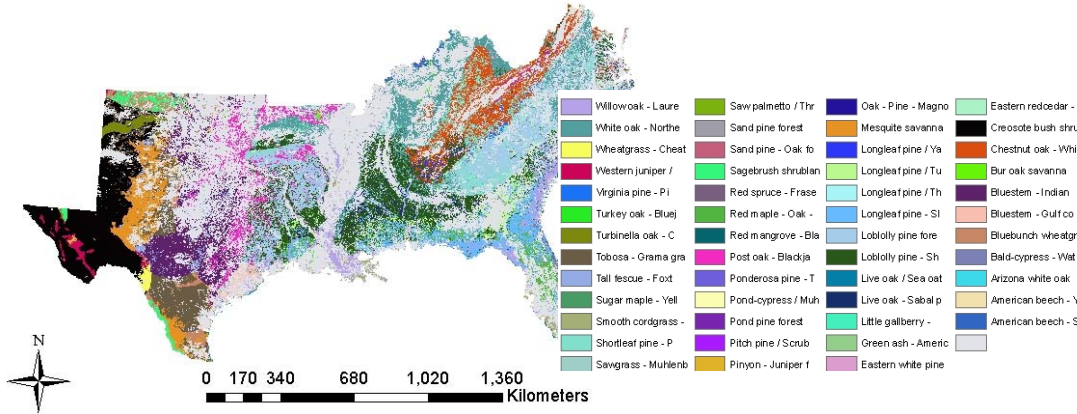 Willow oak - Laure
White oak - Northe
Wheatgrass - Cheat
Western juniper /
Virginia pine - Pi
Turkey oak - Bluej
Turbinella oak - C
Tobosa - Grama gra
Tall fescue - Foxt
Sugar maple - Yell
Smooth cordgrass -
Shortleaf pine - P
Sawgrass - Muhlenb
Saw palmetto / Thr
Sand pine forest
Sand pine - Oak fo
Sagebrush shrublan
Red spruce - Frase
Red maple - Oak -
Red mangrove - Bla
Post oak - Blackja
Ponderosa pine - T
Pond-cypress / Muh
Pond pine forest
Pitch pine / Scrub
Pinyon - Juniper f
Oak - Pine - Magno
Mesquite savanna
Longleaf pine / Ya
Longleaf pine / Tu
Longleaf pine / Th
Longleaf pine - Sl
Loblolly pine fore
Loblolly pine - Sh
Live oak / Sea oat
Live oak - Sabal p
Little gallberry -
Green ash - Americ
Eastern white pine
Eastern redcedar -
Creosote bush shru
Chestnut oak - Whi
Bur oak savanna
Bluestem - Indian
Bluestem - Gulf co
Bluebunch wheatgr
Bald-cypress - Wat
Arizona white oak
American beech - Y
American beech - S
N
0 170 340 680 1,020 1,360
Kilometers